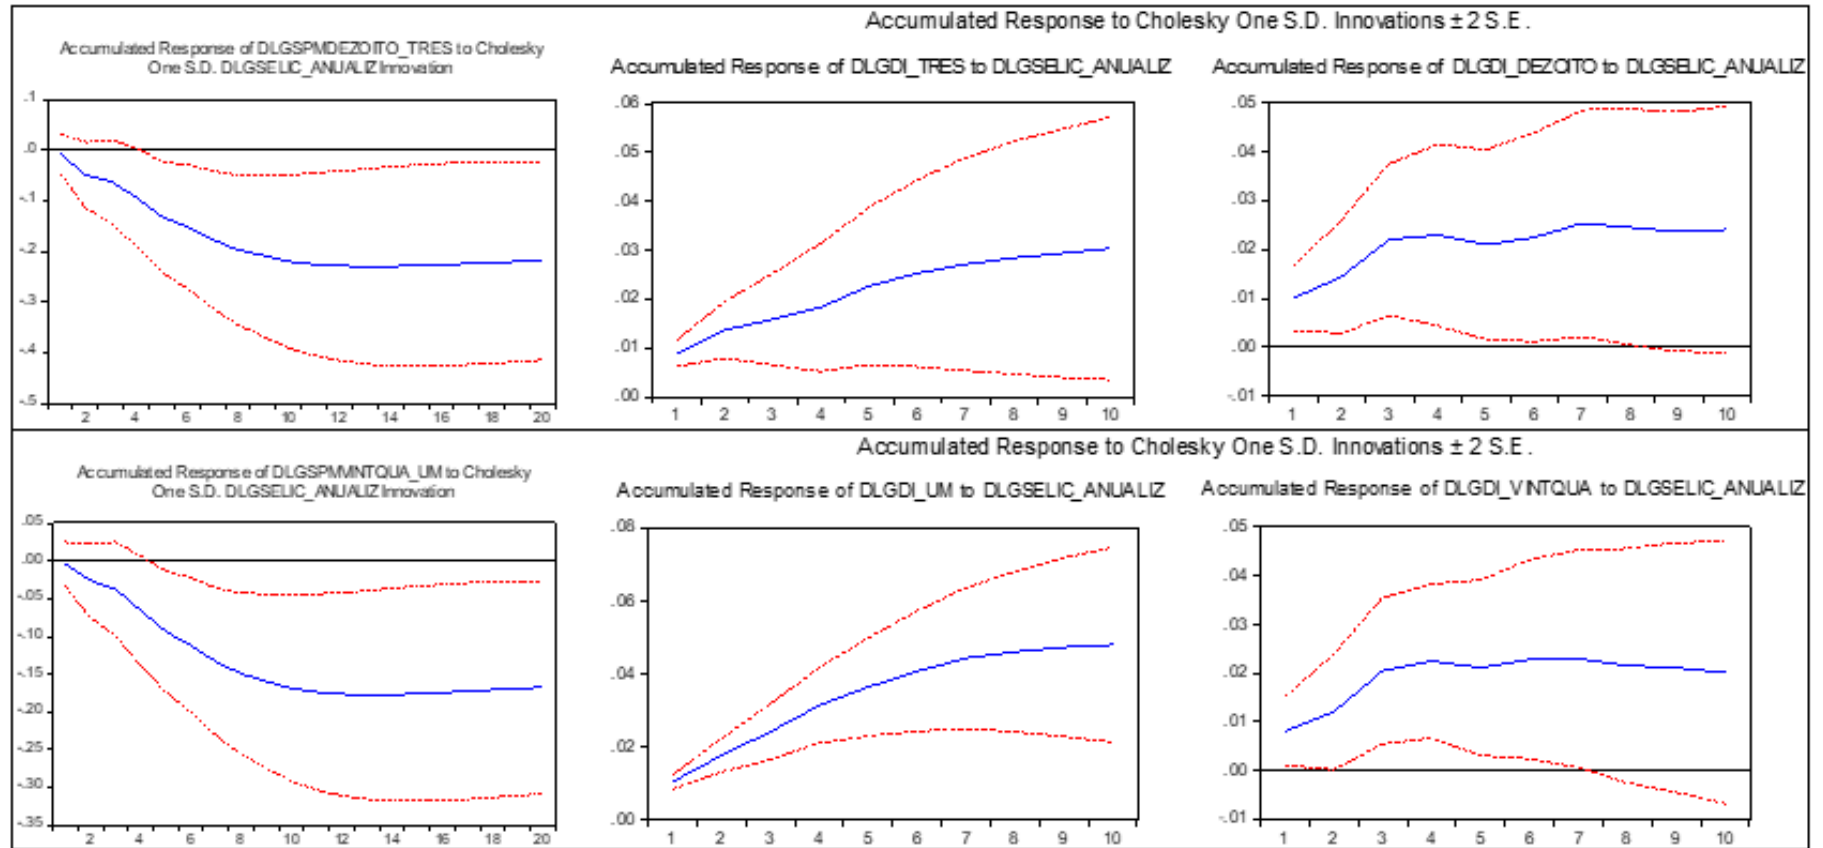 Accumulated Response to Cholesky One S.D. Innovations ± 2 S.E.
Accumulated Response of DLGSPMDEZOITO_TRES to Cholesky
One S.D. DLGSELIC_ANUALIZ Innovation
.1
.0
-.1
-.2
-.3
-.4
-.5
2 4 6 8 10 12 14 16 18 20
Accumulated Response of DLGDI_TRES to DLGSELIC_ANUALIZ
.06
.05
.04
.03
.02
.01
.00
1 2 3 4 5 6 7 8 9 10
Accumulated Response of DLGDI_DEZOITO to DLGSELIC_ANUALIZ
.05
.04
.03
.02
.01
.00
-.01
1 2 3 4 5 6 7 8 9 10
Accumulated Response to Cholesky One S.D. Innovations ± 2 S.E.
Accumulated Response of DLGSPMVINTQUA_UM to Cholesky
One S.D. DLGSELIC_ANUALIZ Innovation
.05
.00
-.05
-.10
-.15
-.20
-.25
-.30
-.35
2 4 6 8 10 12 14 16 18 20
Accumulated Response of DLGDI_UM to DLGSELIC_ANUALIZ
.08
.06
.04
.02
.00
1 2 3 4 5 6 7 8 9 10
Accumulated Response of DLGDI_VINTQUA to DLGSELIC_ANUALIZ
.05
.04
.03
.02
.01
.00
-.01
1 2 3 4 5 6 7 8 9 10